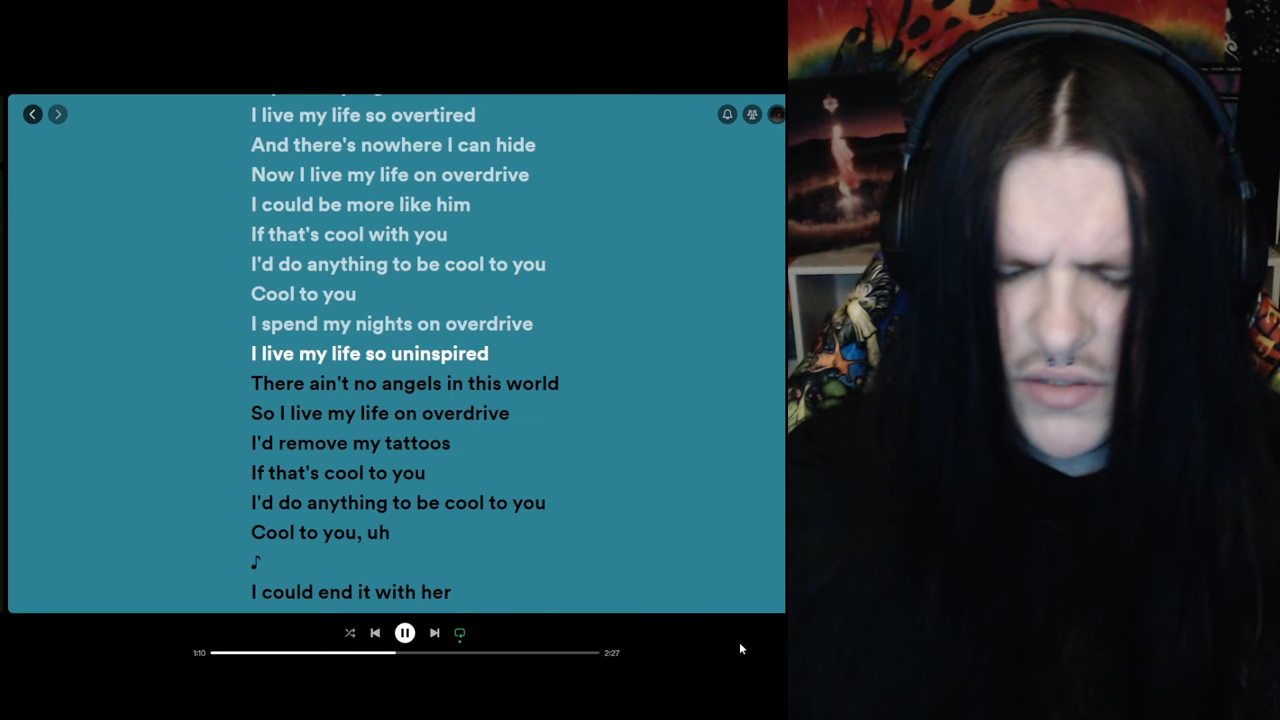 I live my life so overtired
And there's nowhere I can hide
Now I live my life on overdrive
I could be more like him
If that's cool with you
I'd do anything to be cool to you
Cool to you
I spend my nights on overdrive
I live my life so uninspired
There ain't no angels in this world
So I live my life on overdrive
I'd remove my tattoos
If that's cool to you
I'd do anything to be cool to you
Cool to you, uh
♪
I could end it with her
1:10 2:27